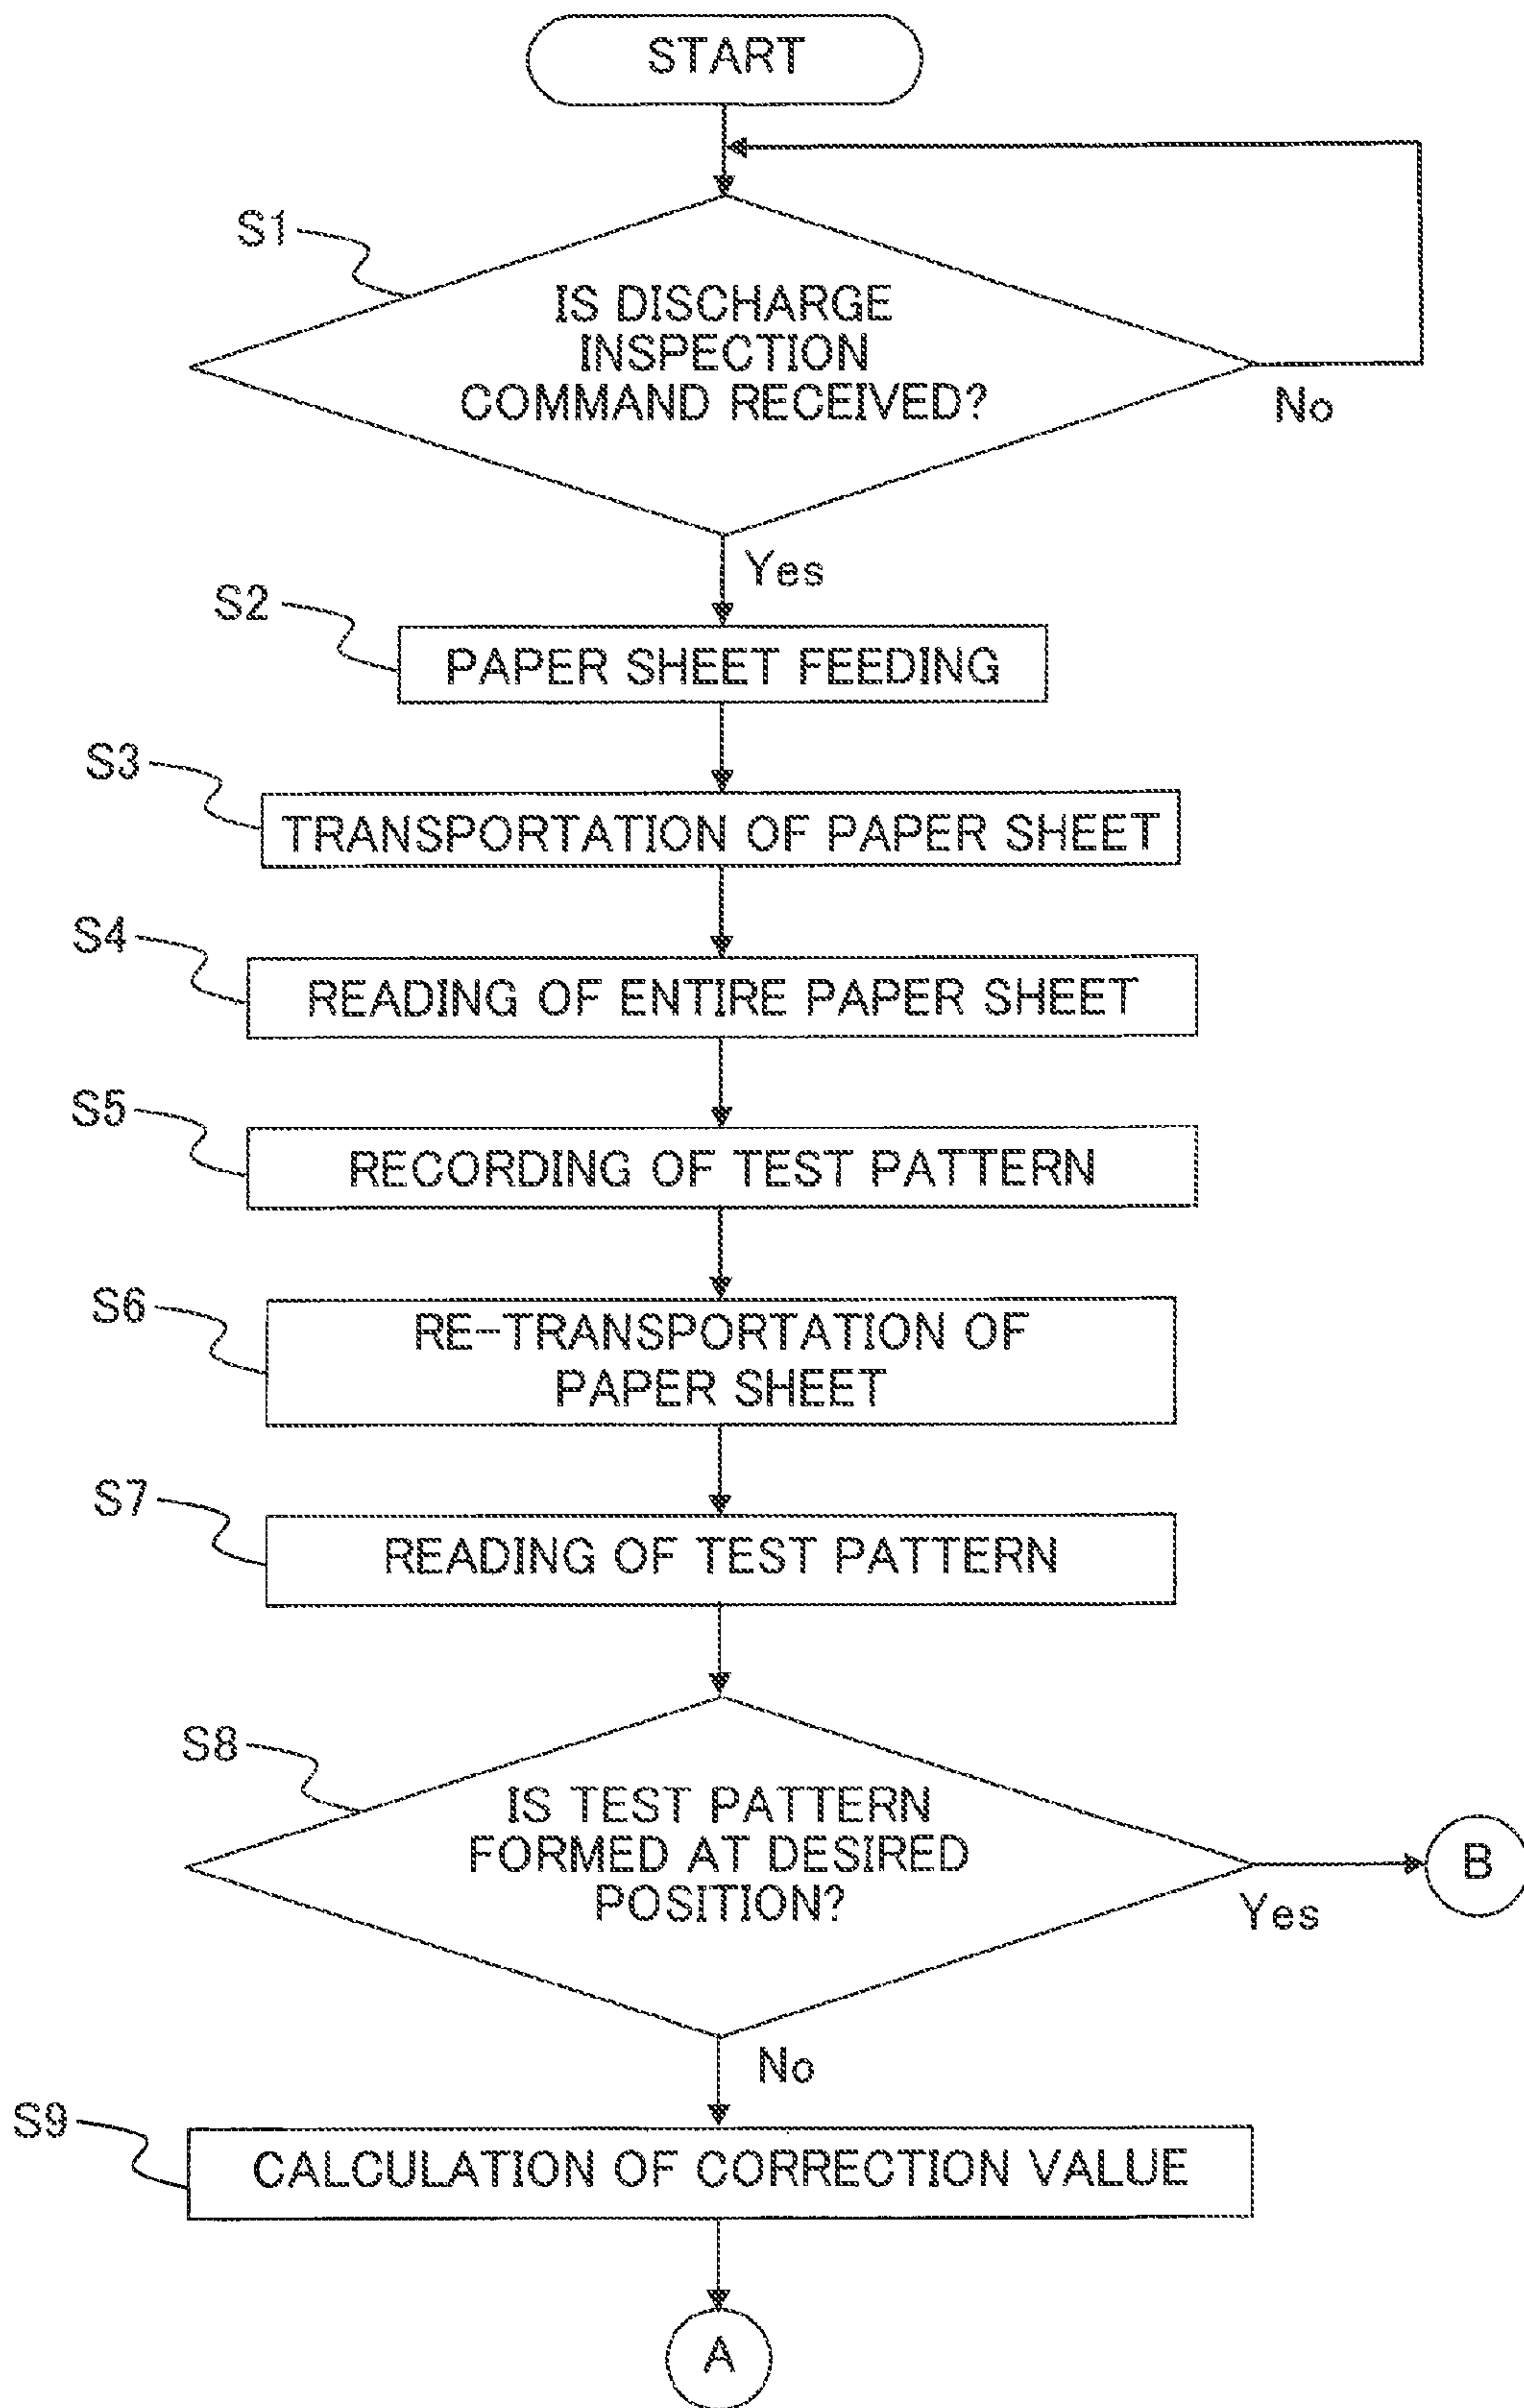 START
S1
IS DISCHARGE
INSPECTION
COMMAND RECEIVED?
No
Yes
S2
PAPER SHEET FEEDING
S3
TRANSPORTATION OF PAPER SHEET
S4
READING OF ENTIRE PAPER SHEET
S5
RECORDING OF TEST PATTERN
S6
RE-TRANSPORTATION OF
PAPER SHEET
S7
READING OF TEST PATTERN
S8
IS TEST PATTERN
FORMED AT DESIRED
POSITION?
B
Yes
No
S9
CALCULATION OF CORRECTION VALUE
A